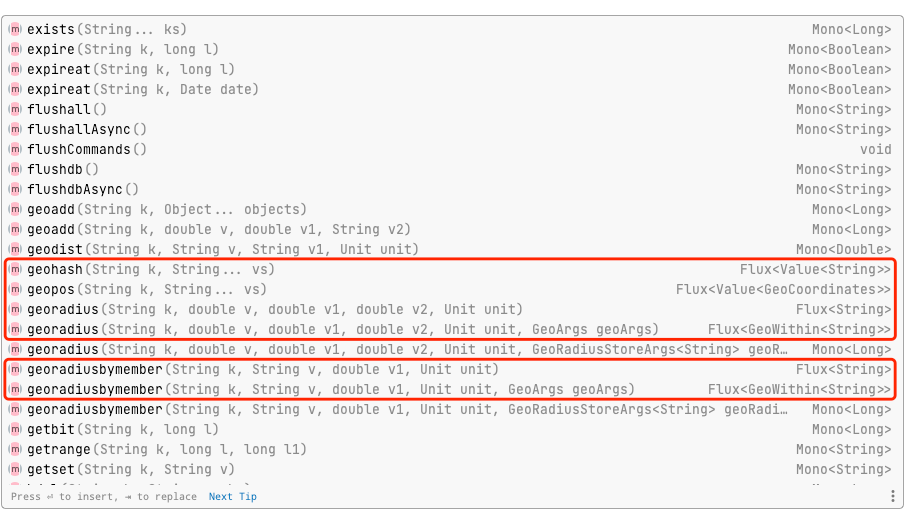 m exists(String... ks) Mono<Long>
m expire(String k, long l) Mono<Boolean>
m expireat(String k, long l) Mono<Boolean>
m expireat(String k, Date date) Mono<Boolean>
m flushall() Mono<String>
m flushallAsync() Mono<String>
m flushCommands() void
m flushdb() Mono<String>
m flushdbAsync() Mono<String>
m geoadd(String k, Object... objects) Mono<Long>
m geoadd(String k, double v, double v1, String v2) Mono<Long>
m geodist(String k, String v, String v1, Unit unit) Mono<Double>
m geohash(String k, String... vs) Flux<Value<String>>
m geopos(String k, String... vs) Flux<Value<GeoCoordinates>>
m georadius(String k, double v, double v1, double v2, Unit unit) Flux<String>
m georadius(String k, double v, double v1, double v2, Unit unit, GeoArgs geoArgs) Flux<GeoWithin<String>>
m georadius(String k, double v, double v1, double v2, Unit unit, GeoRadiusStoreArgs<String> geoR… Mono<Long>
m georadiusbymember(String k, String v, double v1, Unit unit) Flux<String>
m georadiusbymember(String k, String v, double v1, Unit unit, GeoArgs geoArgs) Flux<GeoWithin<String>>
m georadiusbymember(String k, String v, double v1, Unit unit, GeoRadiusStoreArgs<String> geoRadi… Mono<Long>
m getbit(String k, long l) Mono<Long>
m getrange(String k, long l, long l1) Mono<String>
m getset(String k, String v) Mono<String>
Press ⏎ to insert, ⇥ to replace Next Tip